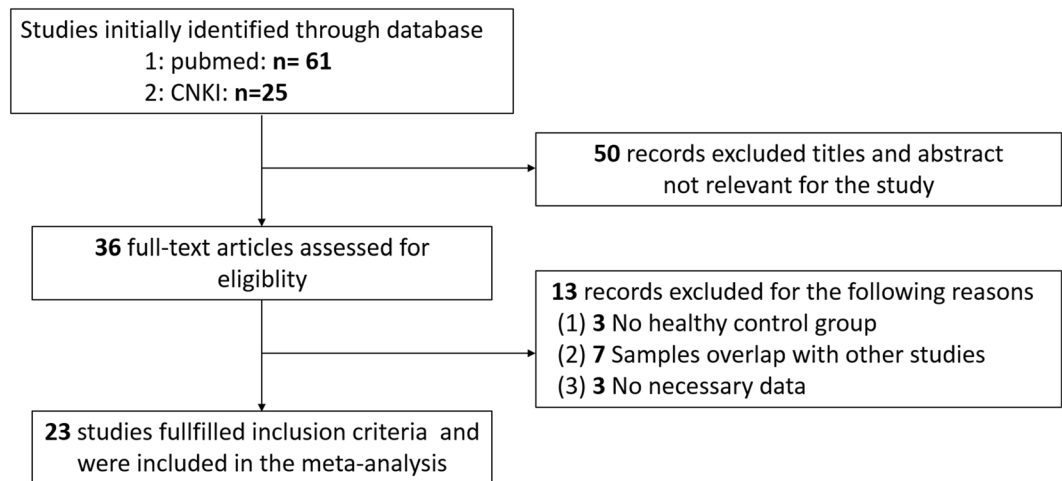 Studies initially identified through database
1: pubmed: n= 61
2: CNKI: n=25
50 records excluded titles and abstract
not relevant for the study
36 full-text articles assessed for
eligiblity
13 records excluded for the following reasons
(1) 3 No healthy control group
(2) 7 Samples overlap with other studies
(3) 3 No necessary data
23 studies fullfilled inclusion criteria and
were included in the meta-analysis